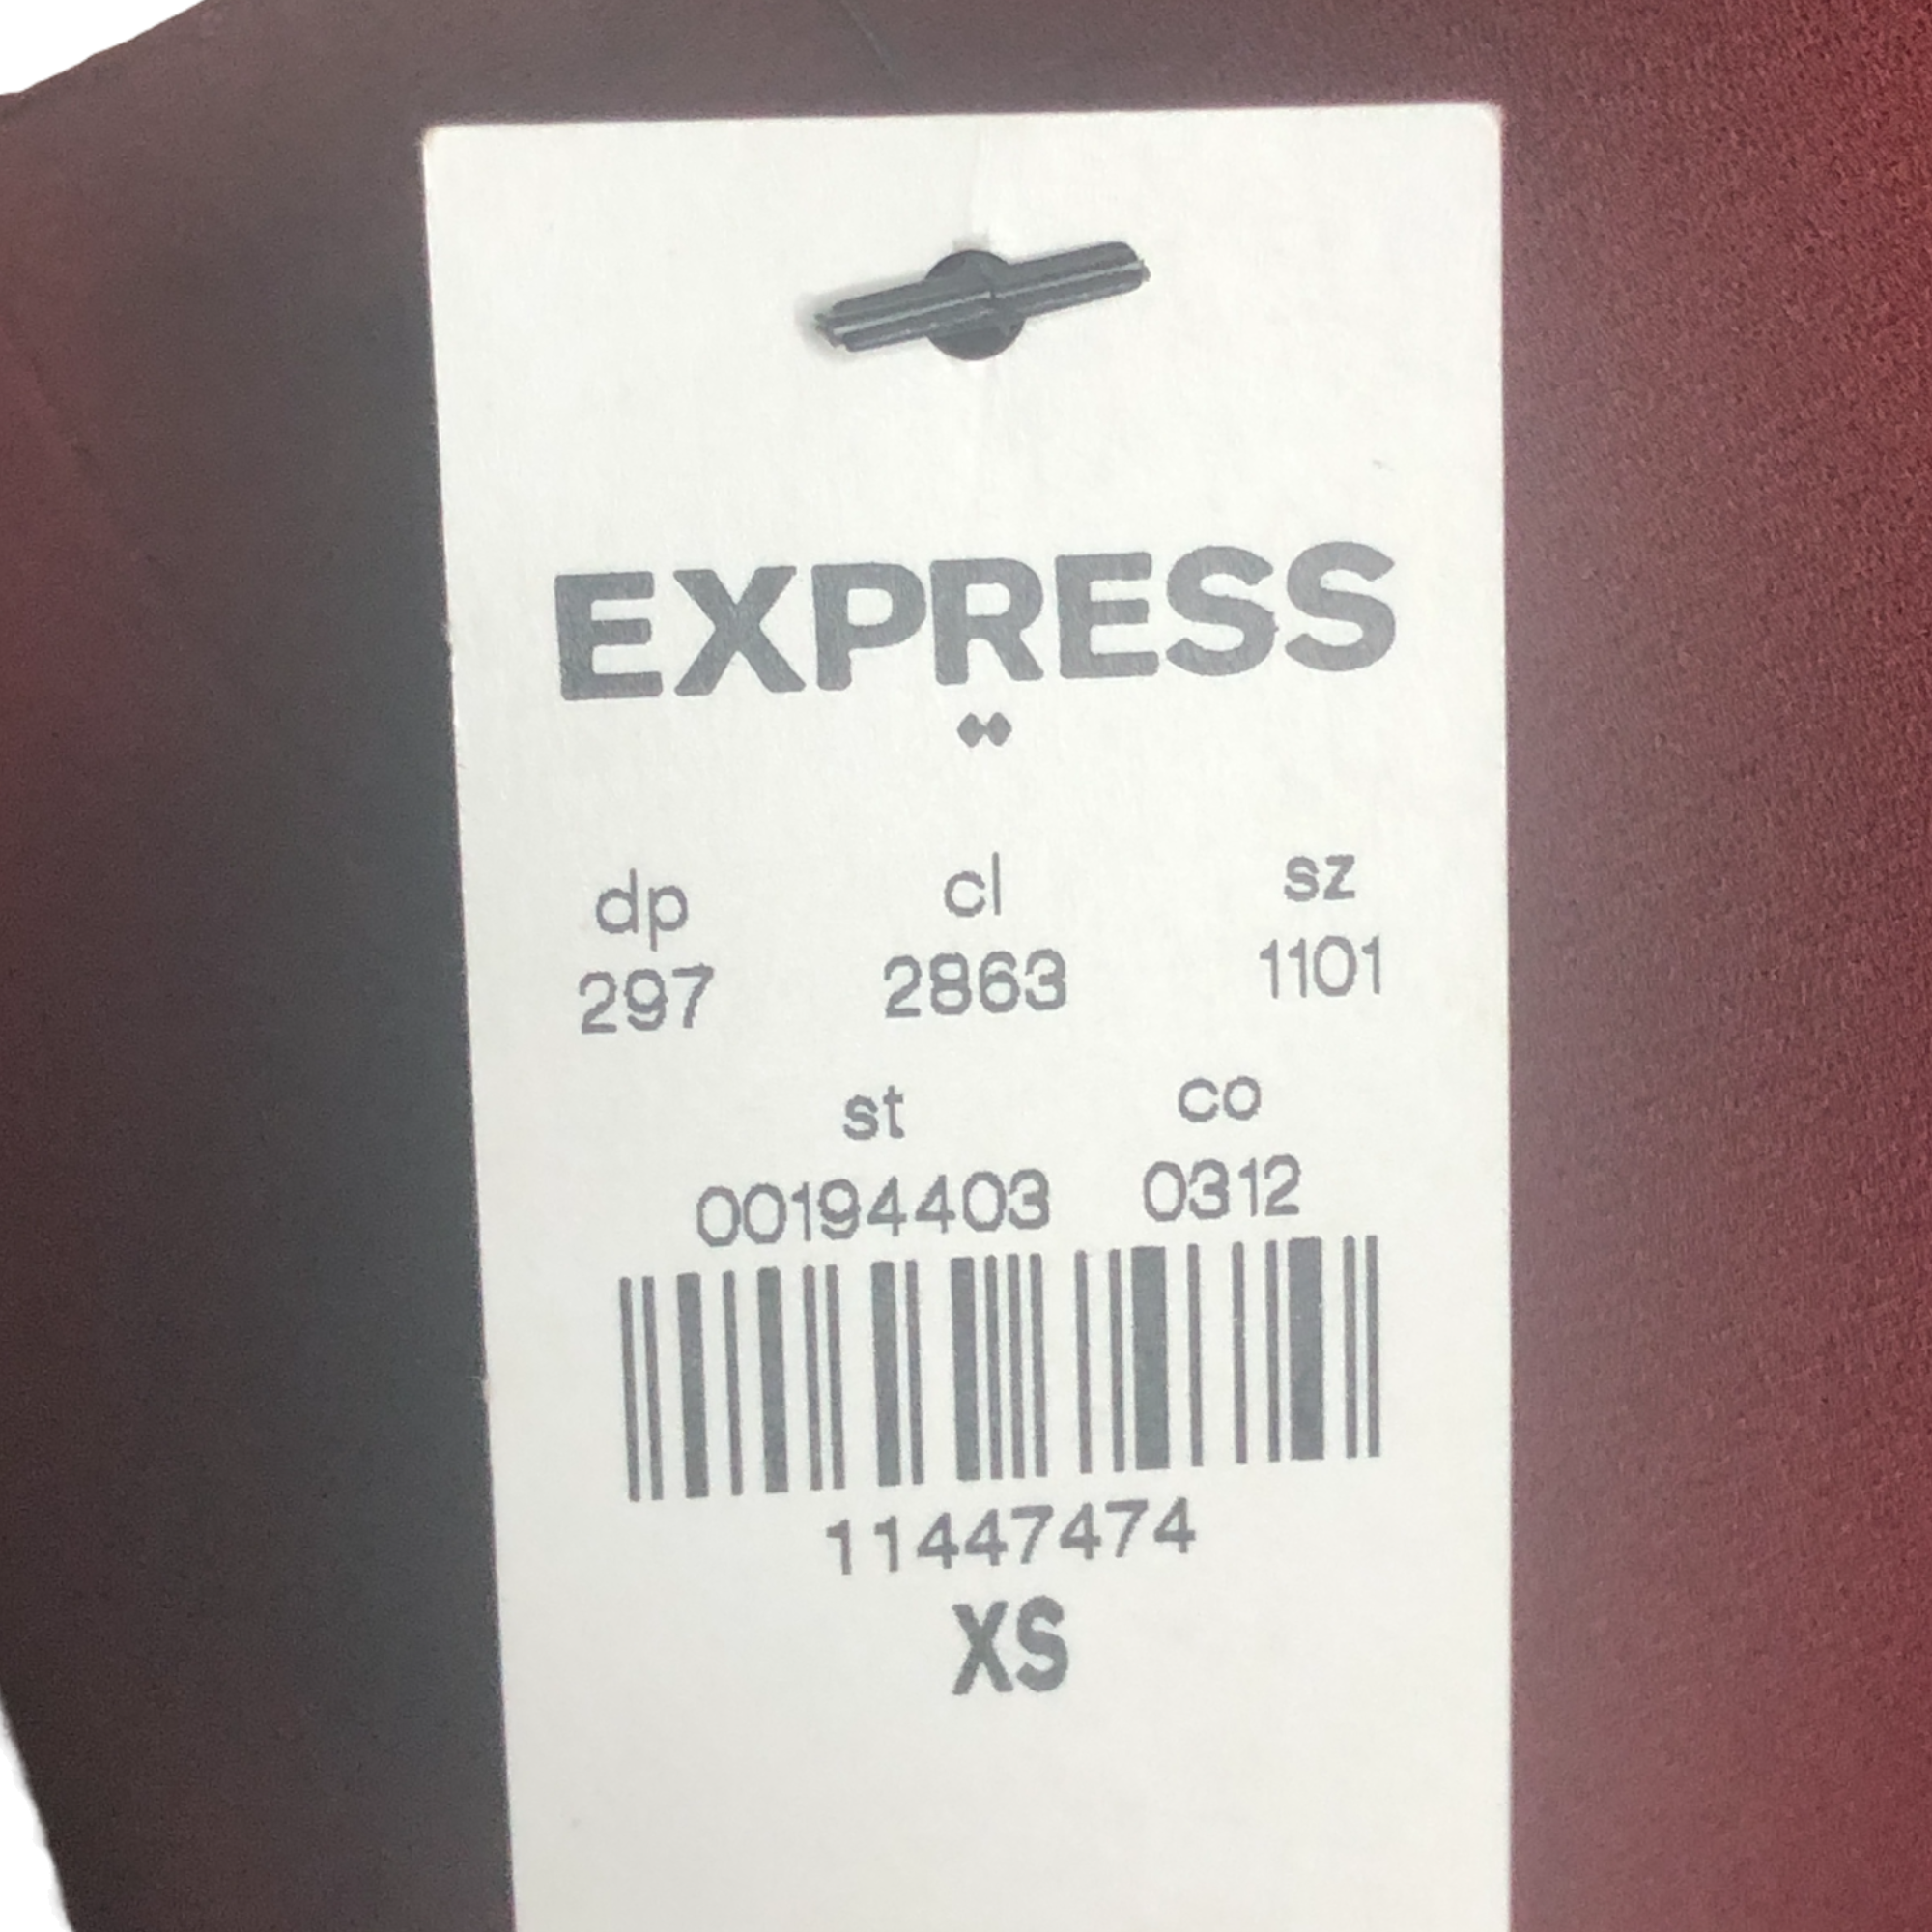 EXPRESS
dp cl sz
297 2863 1101
st co
00194403 0312
11447474
XS